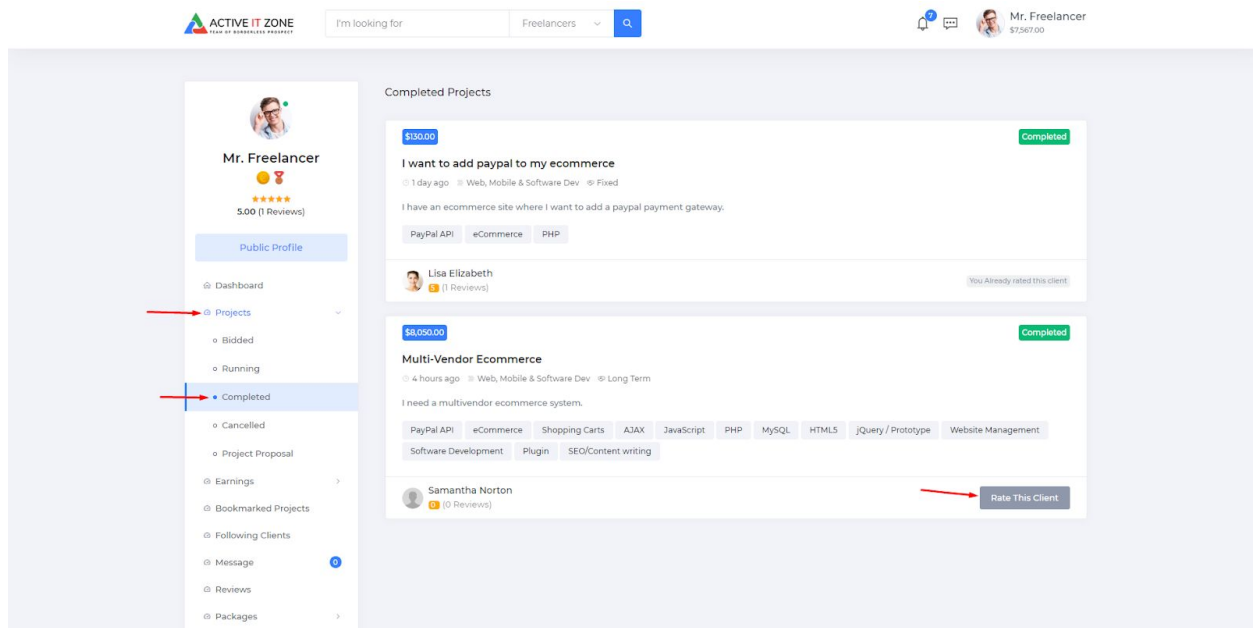 ACTIVE IT ZONE
TEAM OF BORDERLESS PROSPECT
I'm looking for
Freelancers
7
Mr. Freelancer
$7,567.00
Mr. Freelancer
5.00 (1 Reviews)
Public Profile
Dashboard
Projects
Bidded
Running
Completed
Cancelled
Project Proposal
Earnings
Bookmarked Projects
Following Clients
Message 0
Reviews
Packages
Completed Projects
$130.00 Completed
I want to add paypal to my ecommerce
1 day ago Web, Mobile & Software Dev Fixed
I have an ecommerce site where I want to add a paypal payment gateway.
PayPal API eCommerce PHP
Lisa Elizabeth
5 (1 Reviews)
You Already rated this client
$8,050.00 Completed
Multi-Vendor Ecommerce
4 hours ago Web, Mobile & Software Dev Long Term
I need a multivendor ecommerce system.
PayPal API eCommerce Shopping Carts AJAX JavaScript PHP MySQL HTML5 jQuery / Prototype Website Management
Software Development Plugin SEO/Content writing
Samantha Norton
0 (0 Reviews)
Rate This Client